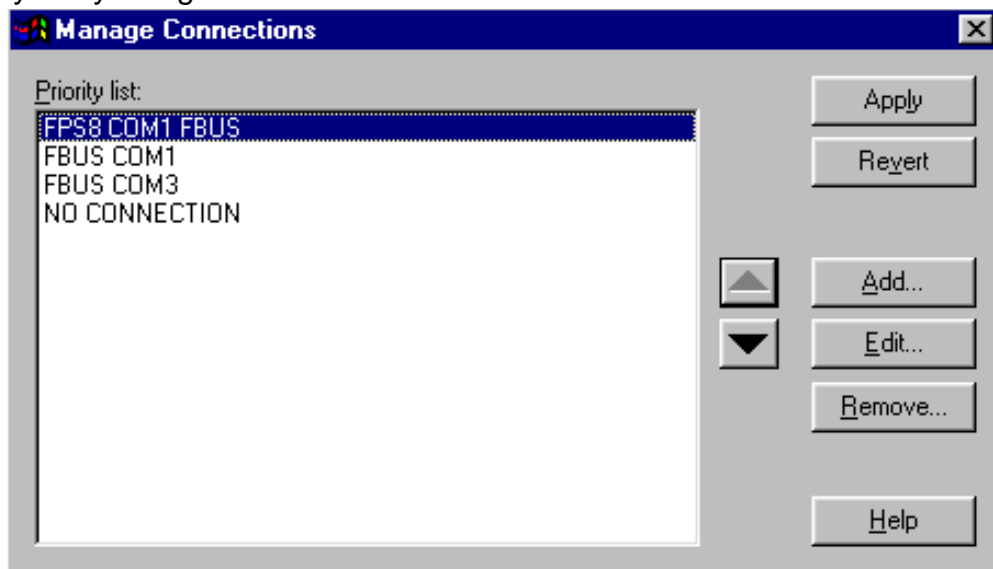 Manage Connections
Priority list:
FPS8 COM1 FBUS
FBUS COM1
FBUS COM3
NO CONNECTION
Apply
Revert
Add...
Edit...
Remove...
Help